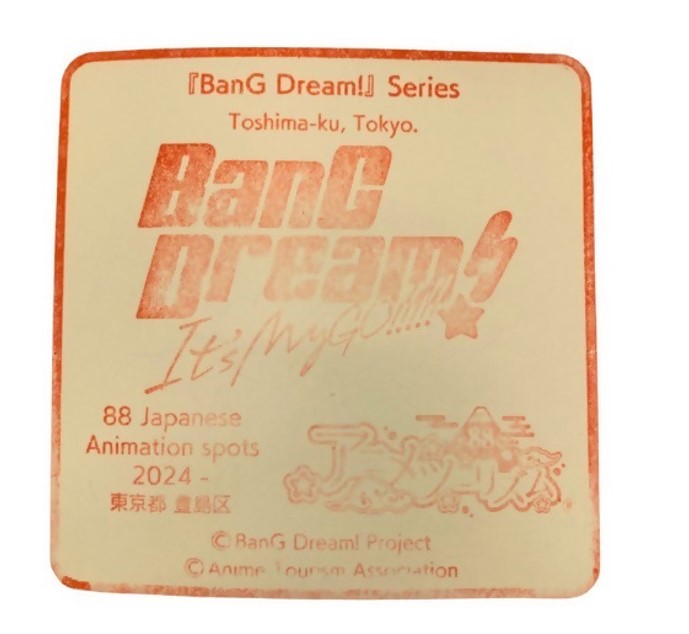 『BanG Dream!』 Series
Toshima-ku, Tokyo.
BanG
Dream!
It's MyGO!!!!!
88 Japanese
Animation spots
2024 -
東京都 豊島区
アニメツーリズム
88
©BanG Dream! Project
©Anime Tourism Association